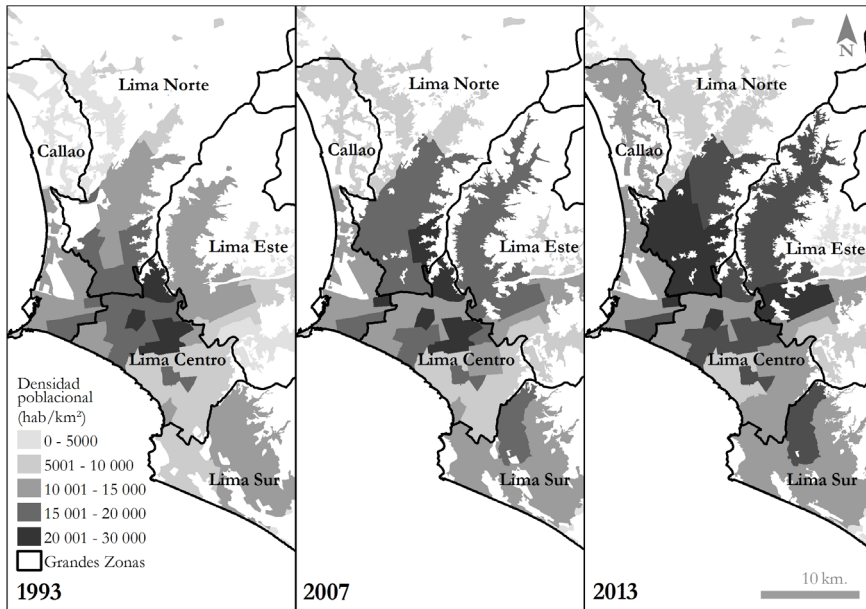 Lima Norte
Callao
Lima Este
Lima Centro
Lima Sur
Densidad
poblacional
(hab/km²)
0 - 5000
5001 - 10 000
10 001 - 15 000
15 001 - 20 000
20 001 - 30 000
Grandes Zonas
1993
Lima Norte
Callao
Lima Este
Lima Centro
Lima Sur
2007
N
Lima Norte
Callao
Lima Este
Lima Centro
Lima Sur
2013
10 km.